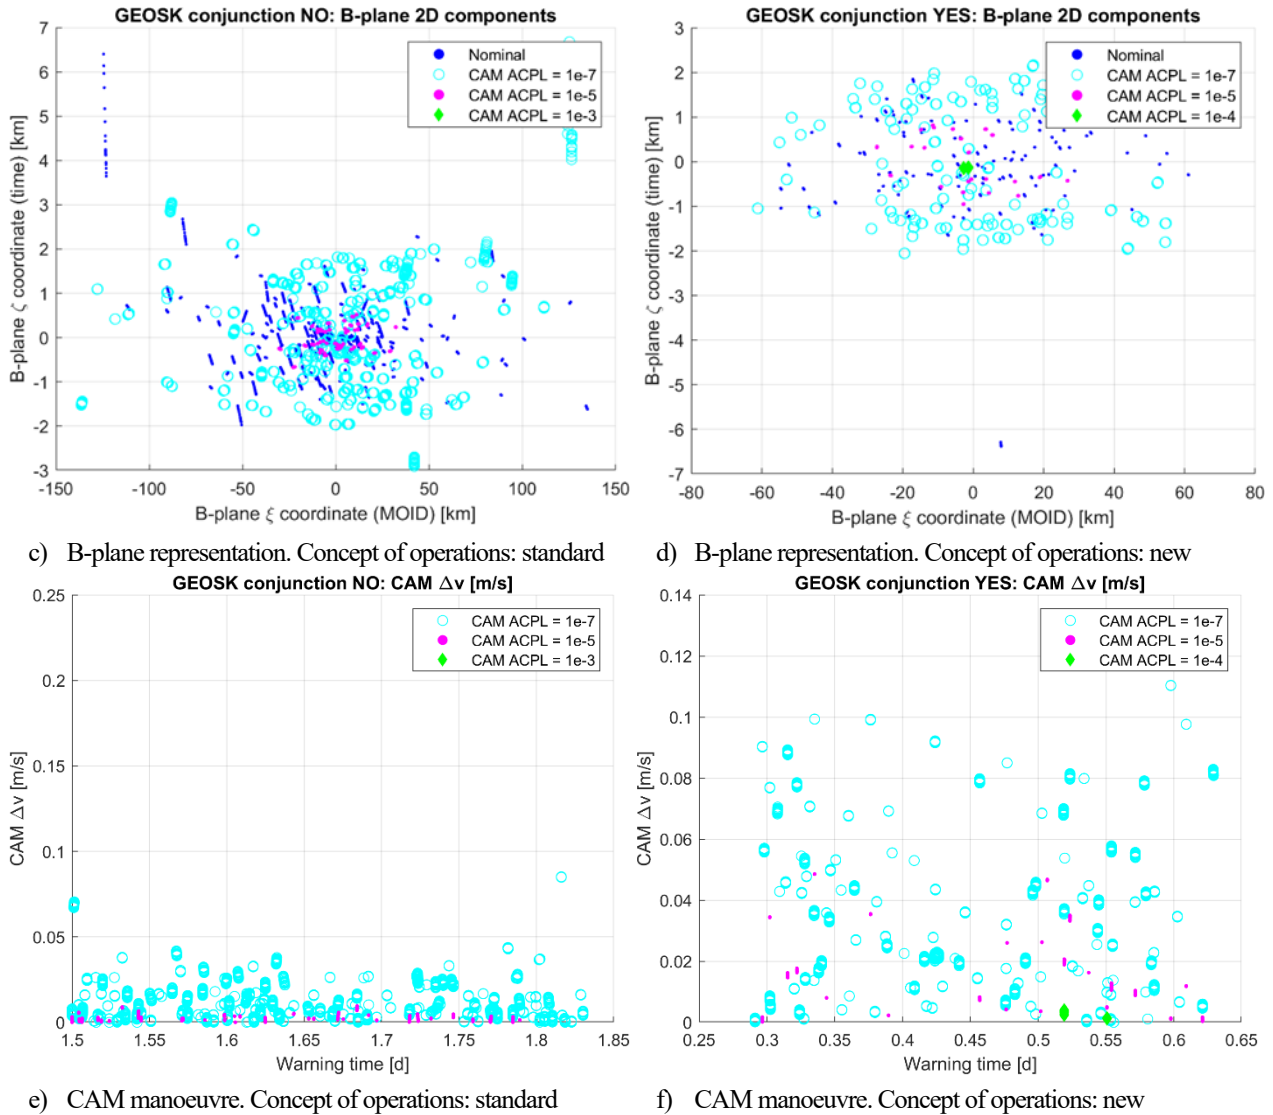 GEOSK conjunction NO: B-plane 2D components
7
6
5
4
3
2
1
0
-1
-2
-3
B-plane ζ coordinate (time) [km]
Nominal
CAM ACPL = 1e-7
CAM ACPL = 1e-5
CAM ACPL = 1e-3
-150
-100
-50
0
50
100
150
B-plane ξ coordinate (MOID) [km]
c) B-plane representation. Concept of operations: standard
GEOSK conjunction YES: B-plane 2D components
3
2
1
0
-1
-2
-3
-4
-5
-6
-7
B-plane ζ coordinate (time) [km]
Nominal
CAM ACPL = 1e-7
CAM ACPL = 1e-5
CAM ACPL = 1e-4
-80
-60
-40
-20
0
20
40
60
80
B-plane ξ coordinate (MOID) [km]
d) B-plane representation. Concept of operations: new
GEOSK conjunction NO: CAM Δv [m/s]
0.25
0.2
0.15
0.1
0.05
0
CAM Δv [m/s]
CAM ACPL = 1e-7
CAM ACPL = 1e-5
CAM ACPL = 1e-3
1.5
1.55
1.6
1.65
1.7
1.75
1.8
1.85
Warning time [d]
e) CAM manoeuvre. Concept of operations: standard
GEOSK conjunction YES: CAM Δv [m/s]
0.14
0.12
0.1
0.08
0.06
0.04
0.02
0
CAM Δv [m/s]
CAM ACPL = 1e-7
CAM ACPL = 1e-5
CAM ACPL = 1e-4
0.25
0.3
0.35
0.4
0.45
0.5
0.55
0.6
0.65
Warning time [d]
f) CAM manoeuvre. Concept of operations: new